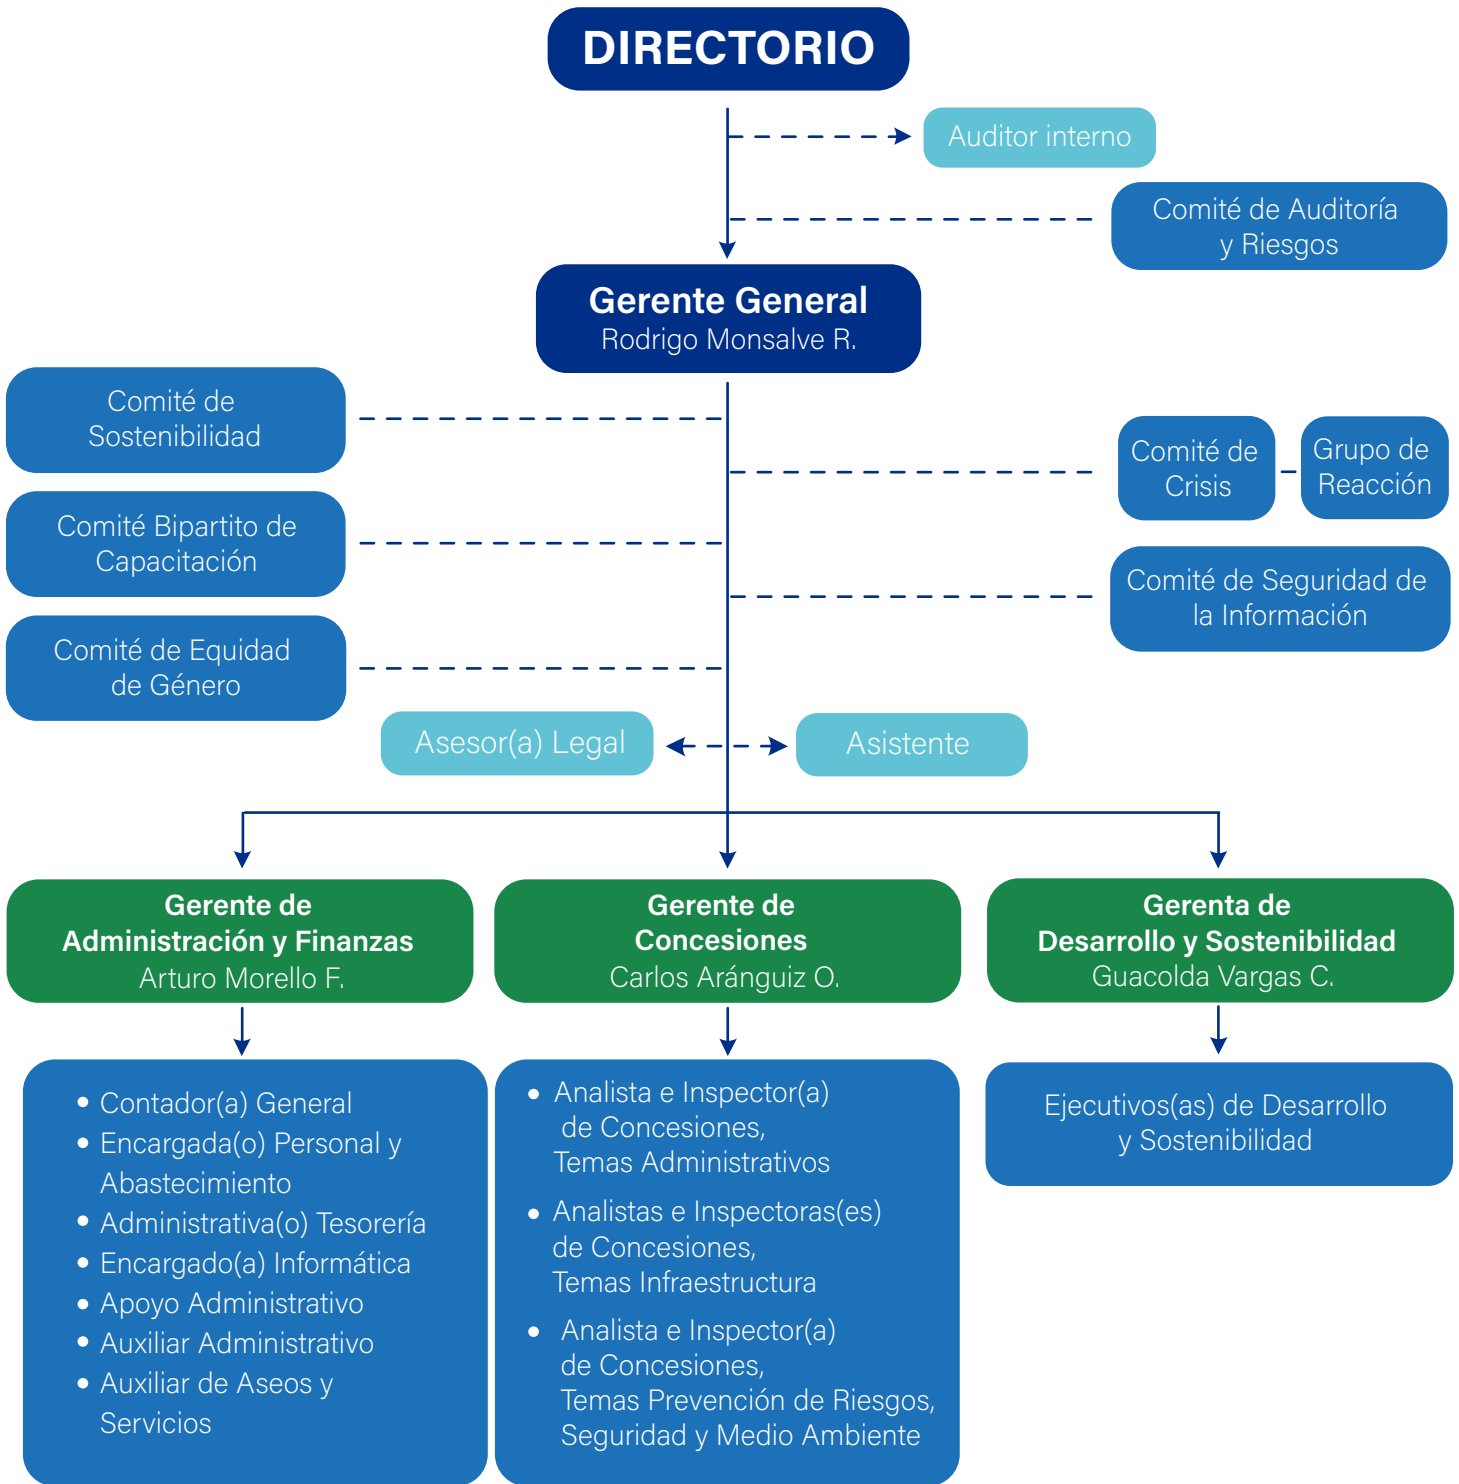 DIRECTORIO
Auditor interno
Comité de Auditoría
y Riesgos
Gerente General
Rodrigo Monsalve R.
Comité de
Sostenibilidad
Comité de
Crisis
Grupo de
Reacción
Comité Bipartito de
Capacitación
Comité de Seguridad de
la Información
Comité de Equidad
de Género
Asesor(a) Legal
Asistente
Gerente de
Administración y Finanzas
Arturo Morello F.
Gerente de
Concesiones
Carlos Aránguiz O.
Gerenta de
Desarrollo y Sostenibilidad
Guacolda Vargas C.
• Contador(a) General
• Encargada(o) Personal y
Abastecimiento
• Administrativa(o) Tesorería
• Encargado(a) Informática
• Apoyo Administrativo
• Auxiliar Administrativo
• Auxiliar de Aseos y
Servicios
• Analista e Inspector(a)
de Concesiones,
Temas Administrativos
• Analistas e Inspectoras(es)
de Concesiones,
Temas Infraestructura
• Analista e Inspector(a)
de Concesiones,
Temas Prevención de Riesgos,
Seguridad y Medio Ambiente
Ejecutivos(as) de Desarrollo
y Sostenibilidad